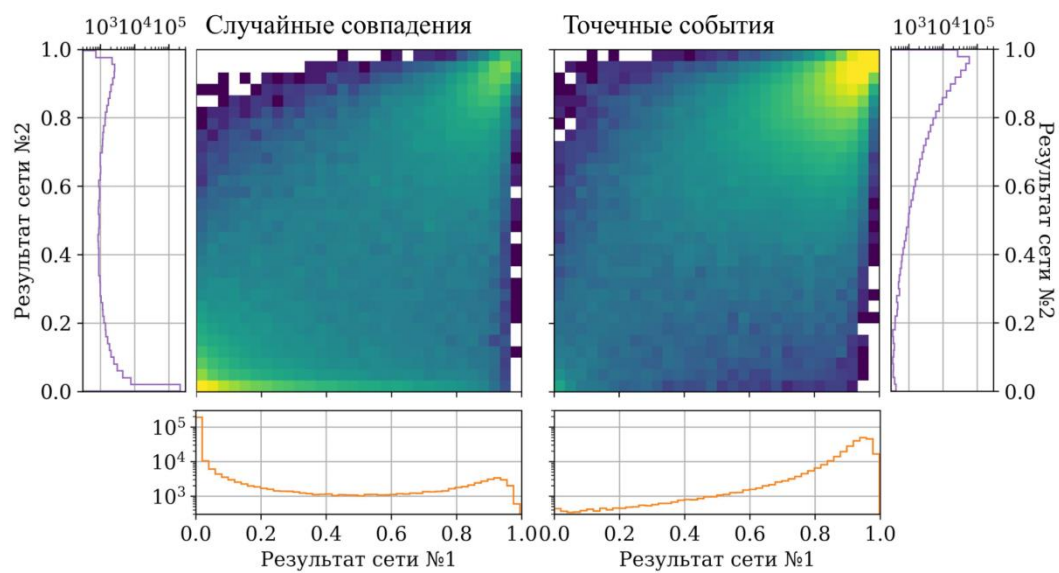 10³10⁴10⁵ Случайные совпадения Точечные события 10³10⁴10⁵
1.0 1.0
0.8 0.8
0.6 0.6
0.4 0.4
0.2 0.2
0.0 0.0
Результат сети №2
Результат сети №2
10⁵
10⁴
10³
0.0 0.2 0.4 0.6 0.8 1.0 0.0 0.2 0.4 0.6 0.8 1.0
Результат сети №1 Результат сети №1